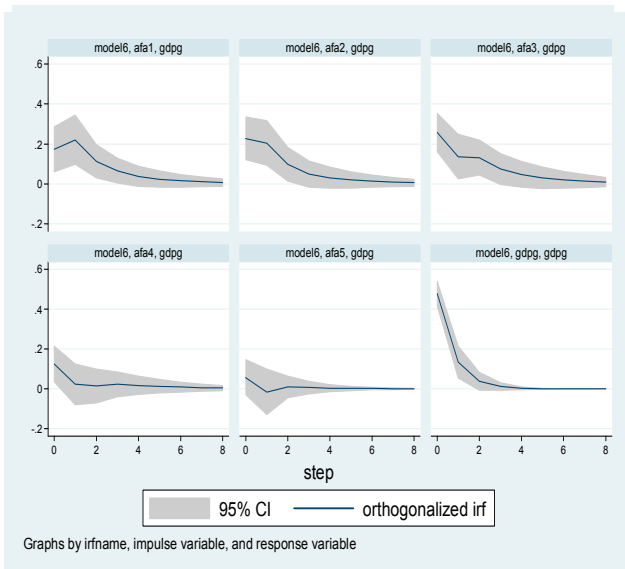 model6, afa1, gdpg model6, afa2, gdpg model6, afa3, gdpg
.6
.4
.2
0
-.2
model6, afa4, gdpg model6, afa5, gdpg model6, gdpg, gdpg
.6
.4
.2
0
-.2
0 2 4 6 8 0 2 4 6 8 0 2 4 6 8
step
95% CI orthogonalized irf
Graphs by irfname, impulse variable, and response variable